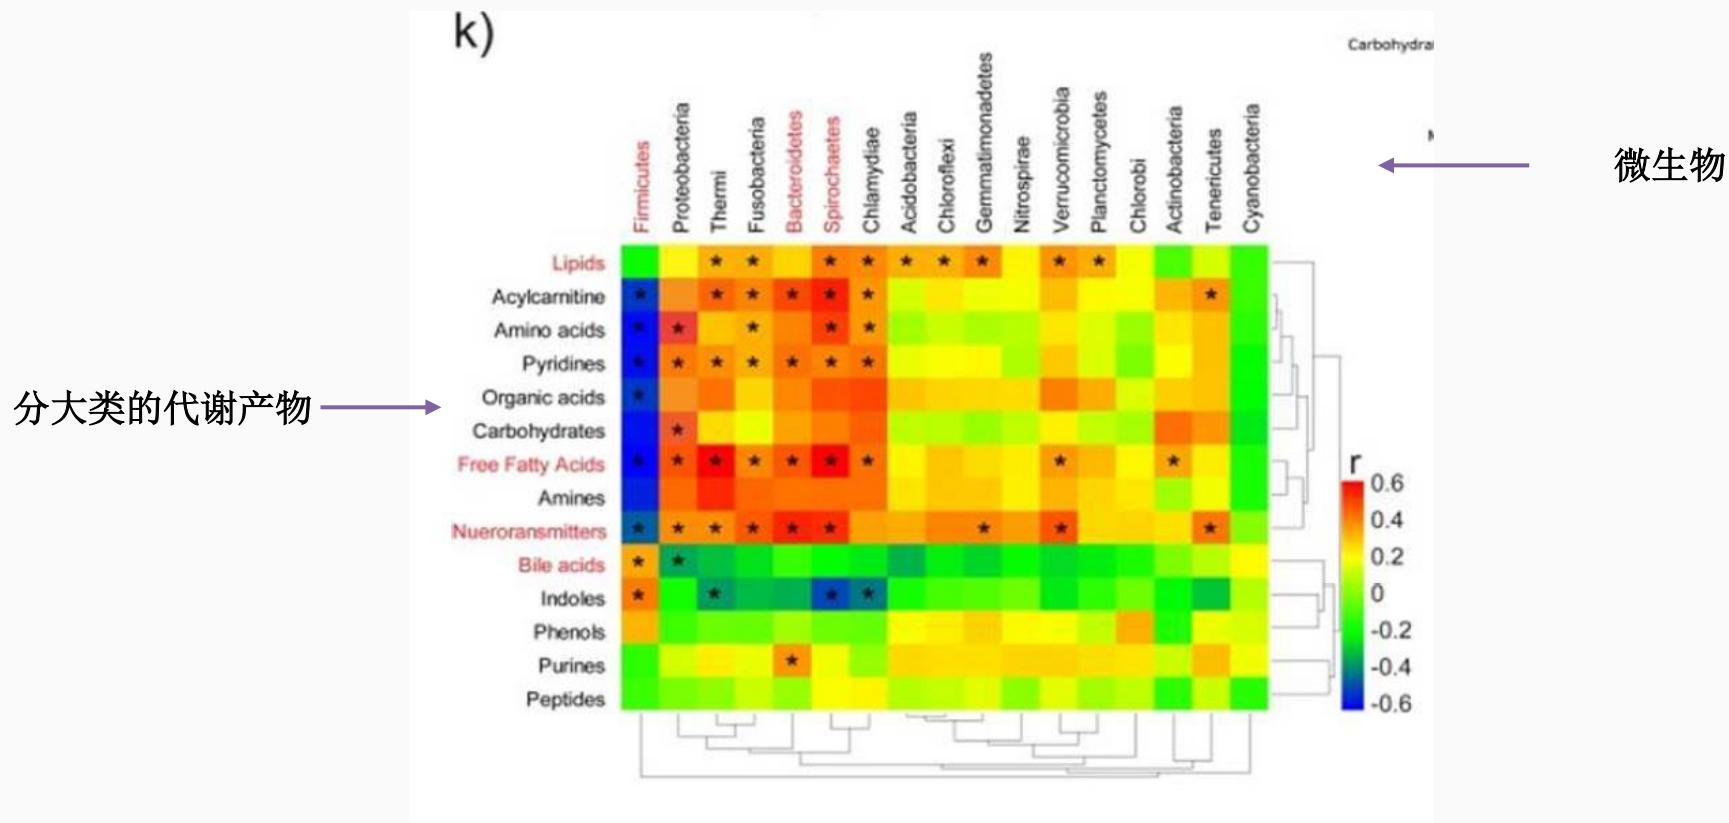 k)
Carbohydra
Firmicutes
Proteobacteria
Thermi
Fusobacteria
Bacteroidetes
Spirochaetes
Chlamydiae
Acidobacteria
Chloroflexi
Gemmatimonadetes
Nitrospirae
Verrucomicrobia
Planctomycetes
Chlorobi
Actinobacteria
Tenericutes
Cyanobacteria
微生物
Lipids
Acylcarnitine
Amino acids
Pyridines
分大类的代谢产物
Organic acids
Carbohydrates
Free Fatty Acids
Amines
Nueroransmitters
Bile acids
Indoles
Phenols
Purines
Peptides
r
0.6
0.4
0.2
0
-0.2
-0.4
-0.6